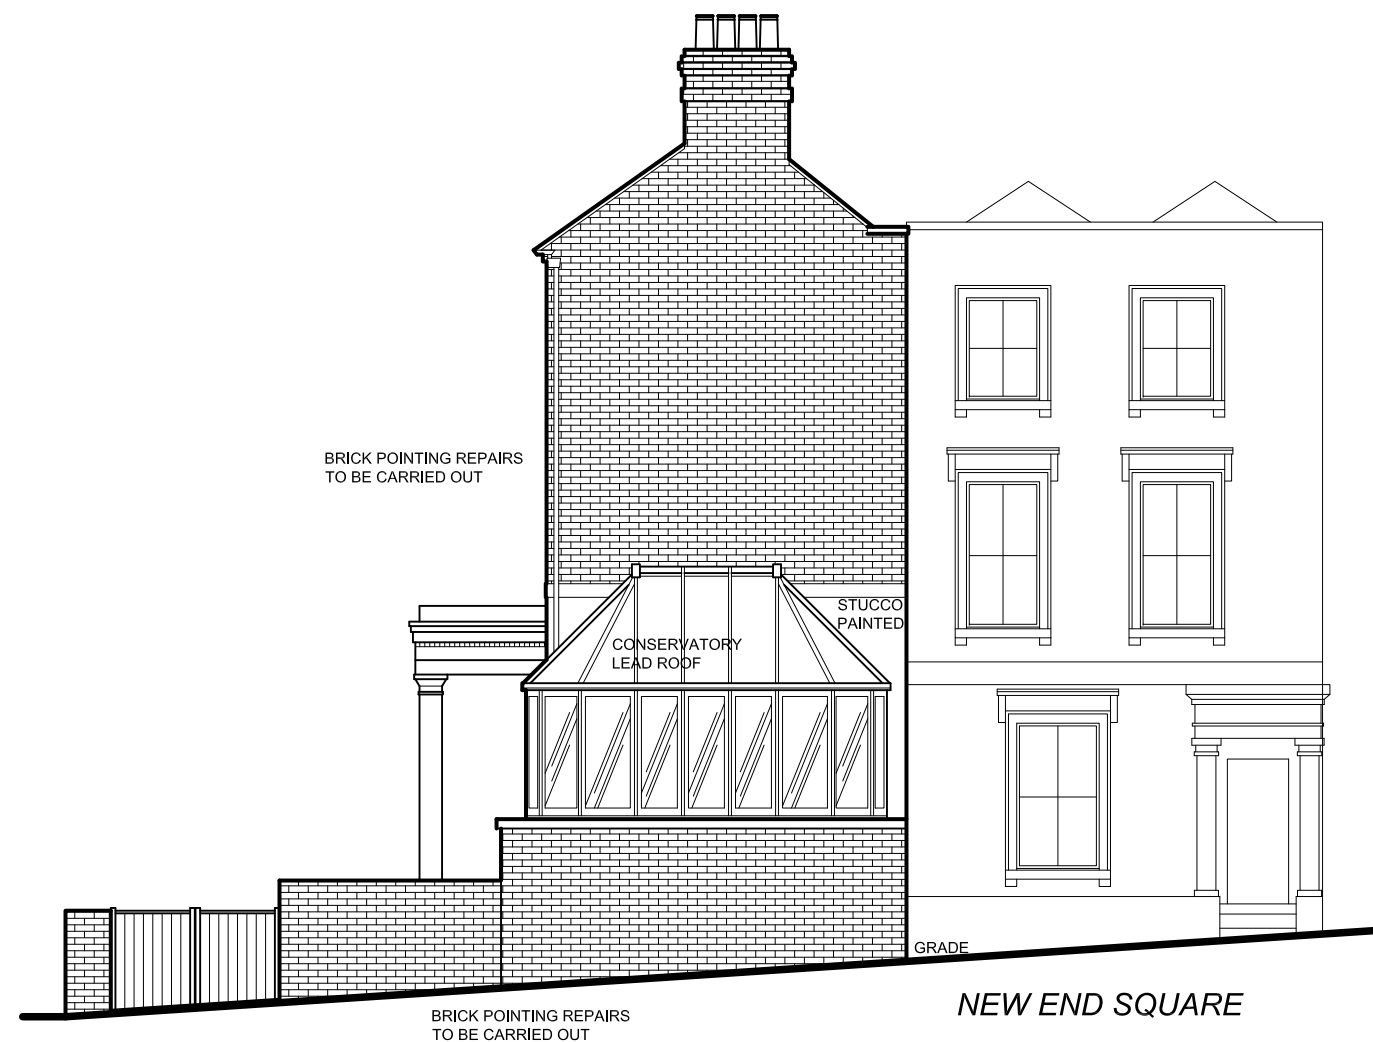 BRICK POINTING REPAIRS
TO BE CARRIED OUT
STUCCO
PAINTED
CONSERVATORY
LEAD ROOF
GRADE
NEW END SQUARE
BRICK POINTING REPAIRS
TO BE CARRIED OUT